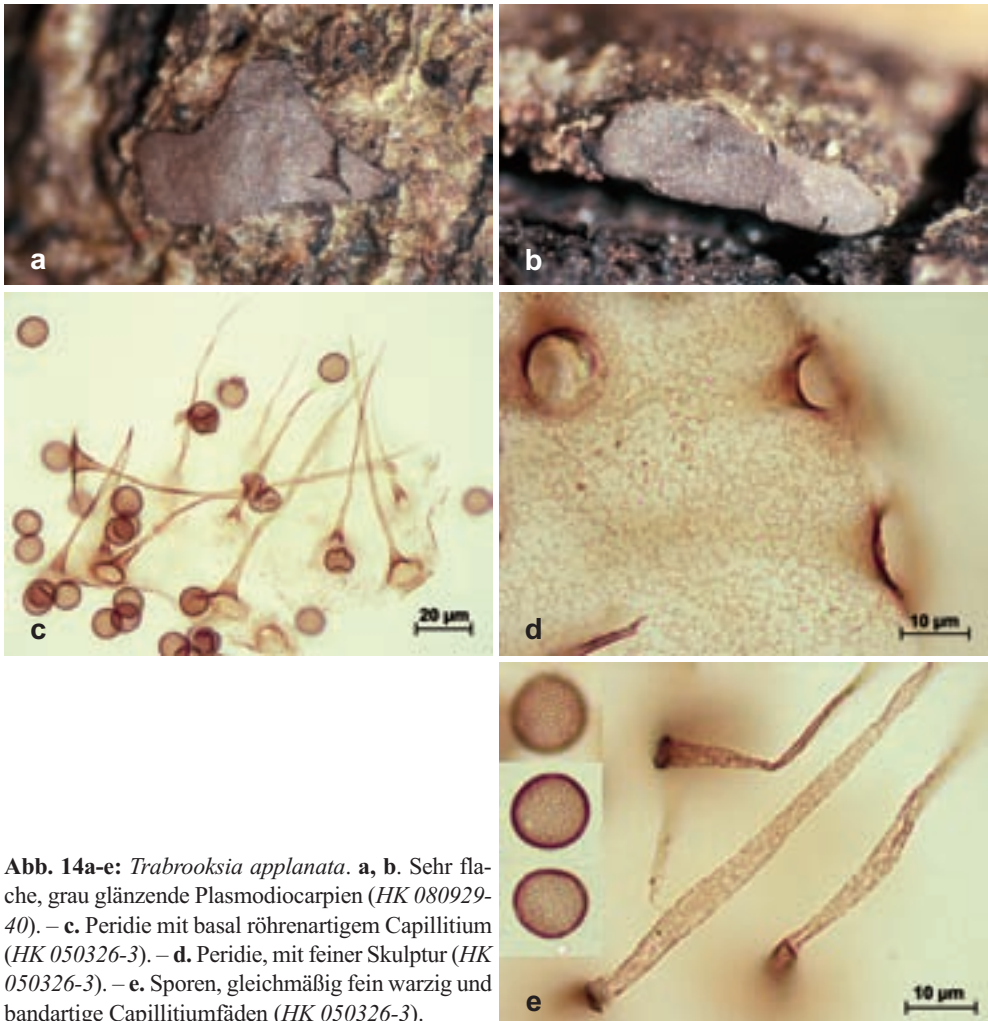 a
b
20 µm
c
10 µm
d
Abb. 14a-e: Trabrooksia applanata. a, b. Sehr fla-
che, grau glänzende Plasmodiocarpien (HK 080929-
40). – c. Peridie mit basal röhrenartigem Capillitium
(HK 050326-3). – d. Peridie, mit feiner Skulptur (HK
050326-3). – e. Sporen, gleichmäßig fein warzig und
bandartige Capillitiumfäden (HK 050326-3).
10 µm
e